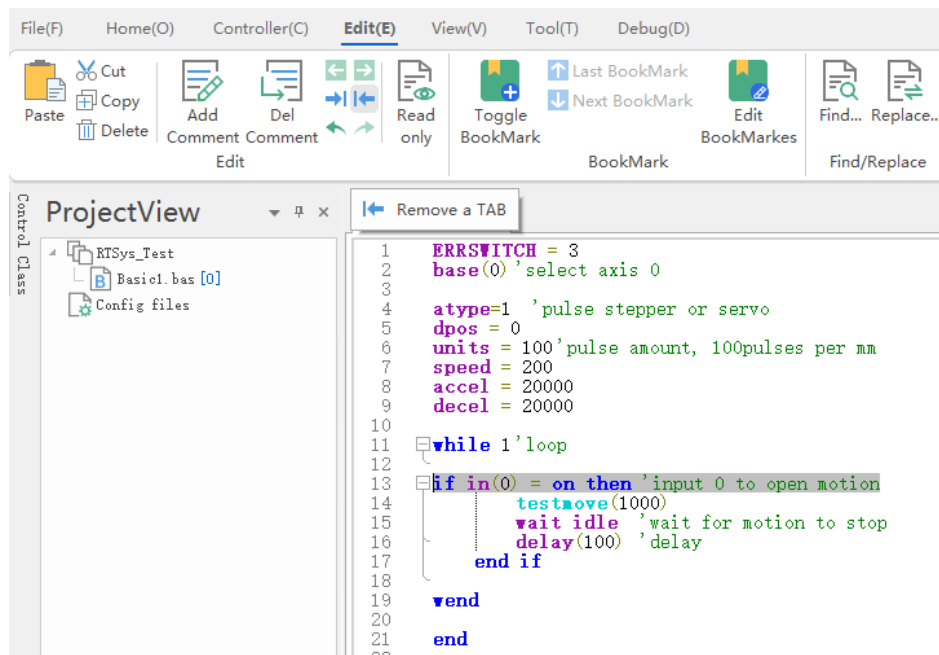 File(F) Home(O) Controller(C) Edit(E) View(V) Tool(T) Debug(D)
Paste
Cut
Copy
Delete
Add Comment
Del Comment
Read only
Edit
Toggle BookMark
Last BookMark
Next BookMark
Edit BookMarkes
BookMark
Find... Replace...
Find/Replace
Control Class
ProjectView
RTSys_Test
Basic1.bas [0]
Config files
Remove a TAB
1 ERRSWITCH = 3
2 base(0) 'select axis 0
3
4 atype=1 'pulse stepper or servo
5 dpos = 0
6 units = 100'pulse amount, 100pulses per mm
7 speed = 200
8 accel = 20000
9 decel = 20000
10
11 while 1'loop
12
13 if in(0) = on then 'input 0 to open motion
14 testmove(1000)
15 wait idle 'wait for motion to stop
16 delay(100) 'delay
17 end if
18
19 wend
20
21 end